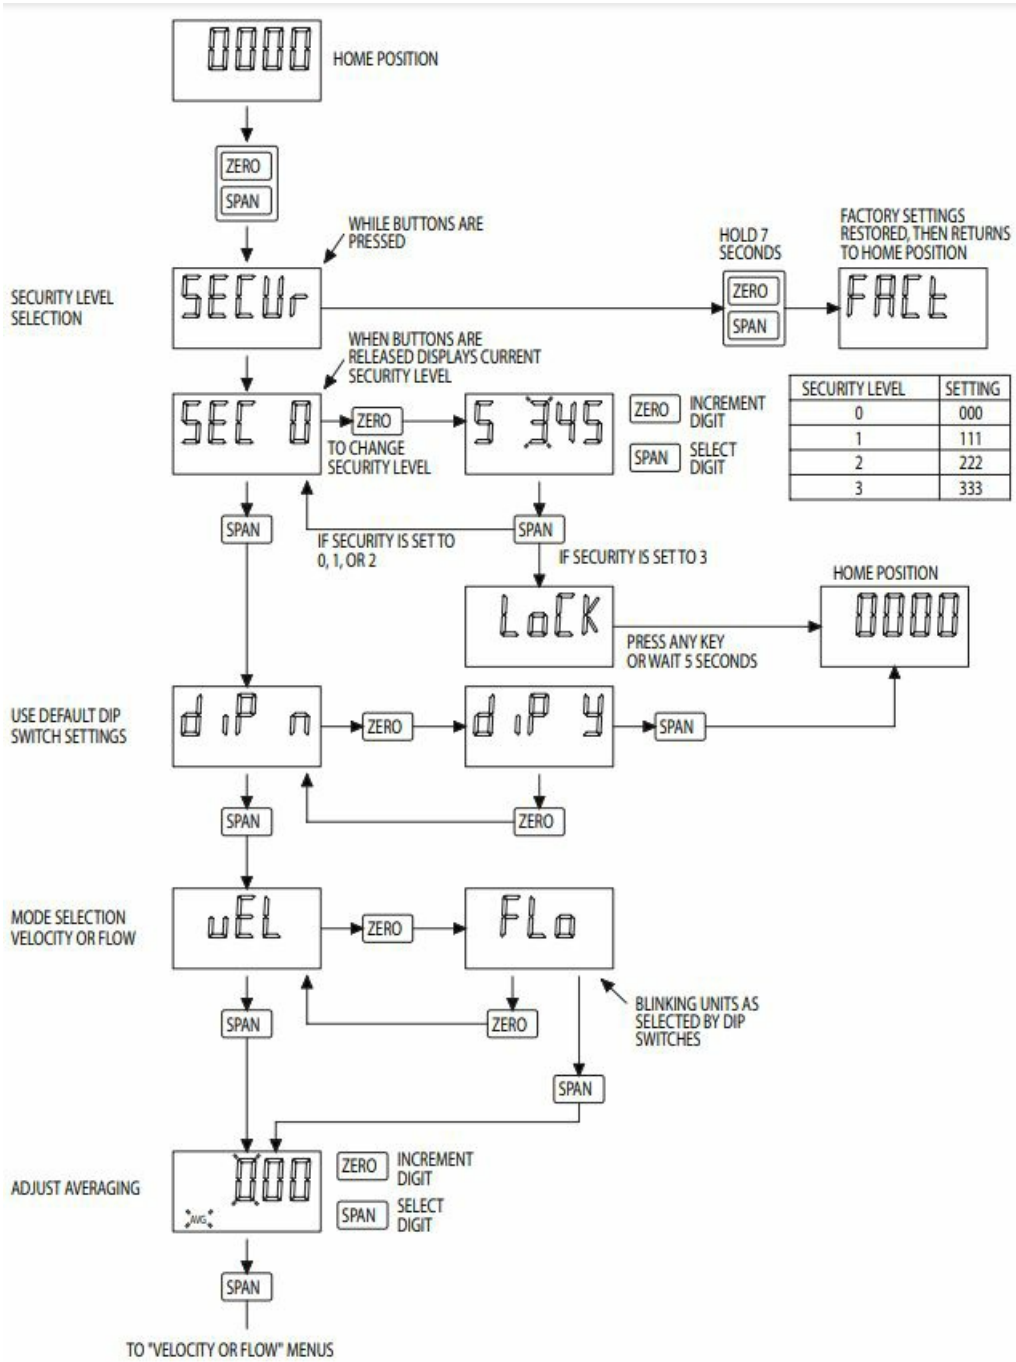 0000
HOME POSITION
ZERO
SPAN
WHILE BUTTONS ARE
PRESSED
SECURITY LEVEL
SELECTION
SECUr
HOLD 7
SECONDS
ZERO
SPAN
FACTORY SETTINGS
RESTORED, THEN RETURNS
TO HOME POSITION
FACt
WHEN BUTTONS ARE
RELEASED DISPLAYS CURRENT
SECURITY LEVEL
SEC 0
ZERO
TO CHANGE
SECURITY LEVEL
5 345
ZERO
INCREMENT
DIGIT
SPAN
SELECT
DIGIT
SECURITY LEVEL SETTING
0 000
1 111
2 222
3 333
SPAN
IF SECURITY IS SET TO
0, 1, OR 2
SPAN
IF SECURITY IS SET TO 3
LoCK
PRESS ANY KEY
OR WAIT 5 SECONDS
HOME POSITION
0000
USE DEFAULT DIP
SWITCH SETTINGS
diP n
ZERO
diP y
SPAN
SPAN
ZERO
MODE SELECTION
VELOCITY OR FLOW
uEL
ZERO
FLo
SPAN
ZERO
BLINKING UNITS AS
SELECTED BY DIP
SWITCHES
SPAN
ADJUST AVERAGING
000
AVG
ZERO
INCREMENT
DIGIT
SPAN
SELECT
DIGIT
SPAN
TO "VELOCITY OR FLOW" MENUS